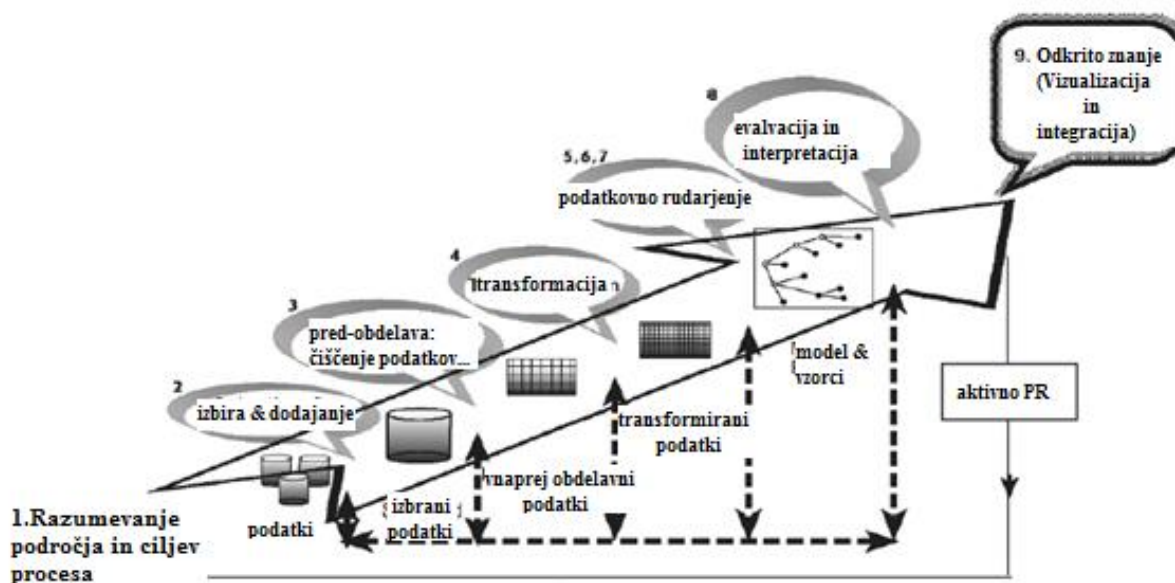 1.Razumevanje
področja in ciljev
procesa
podatki
2
izbira & dodajanje
izbrani
podatki
3
pred-obdelava:
čiščenje podatkov...
vnaprej obdelavni
podatki
4
transformacija
transformirani
podatki
5, 6, 7
podatkovno rudarjenje
model &
vzorci
8
evalvacija in
interpretacija
9. Odkrito znanje
(Vizualizacija
in
integracija)
aktivno PR